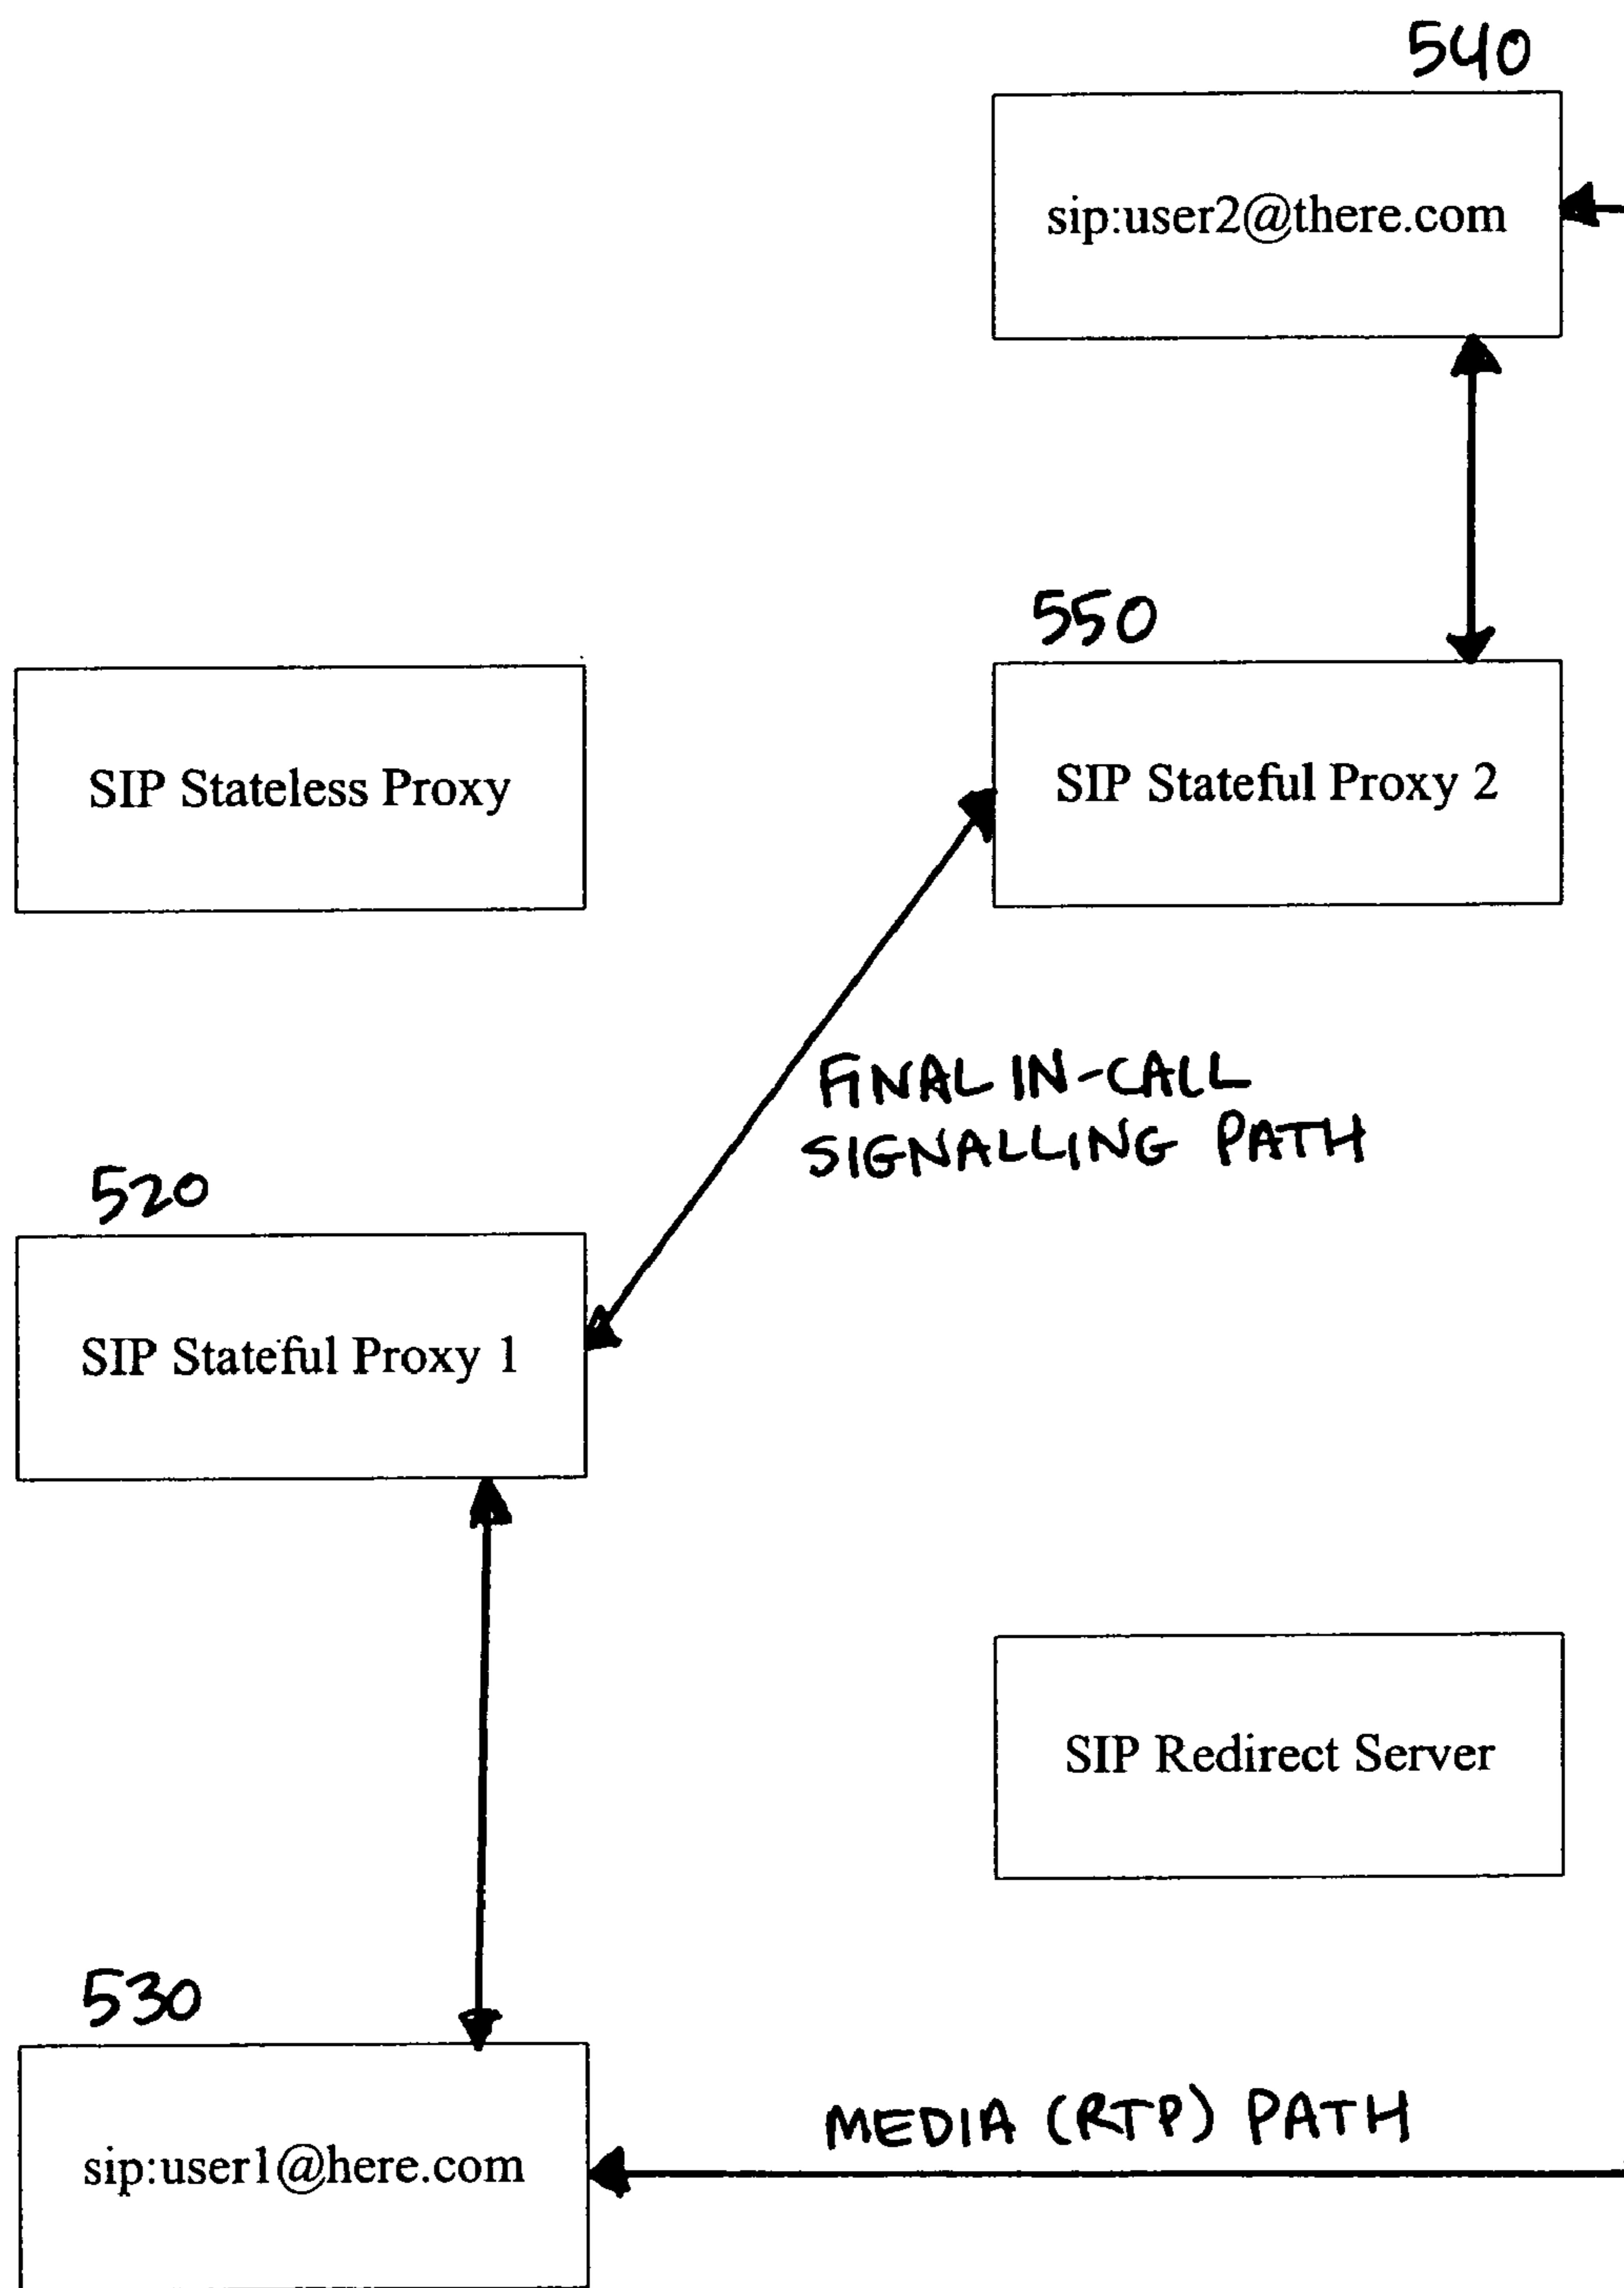 540
sip:user2@there.com
550
SIP Stateless Proxy
SIP Stateful Proxy 2
FINAL IN-CALL
SIGNALLING PATH
520
SIP Stateful Proxy 1
SIP Redirect Server
530
MEDIA (RTP) PATH
sip:user1@here.com